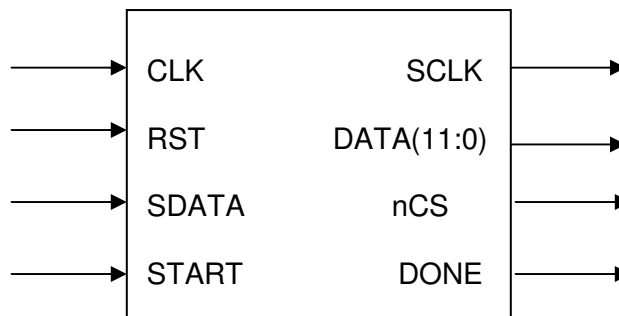 CLK SCLK
RST DATA(11:0)
SDATA nCS
START DONE